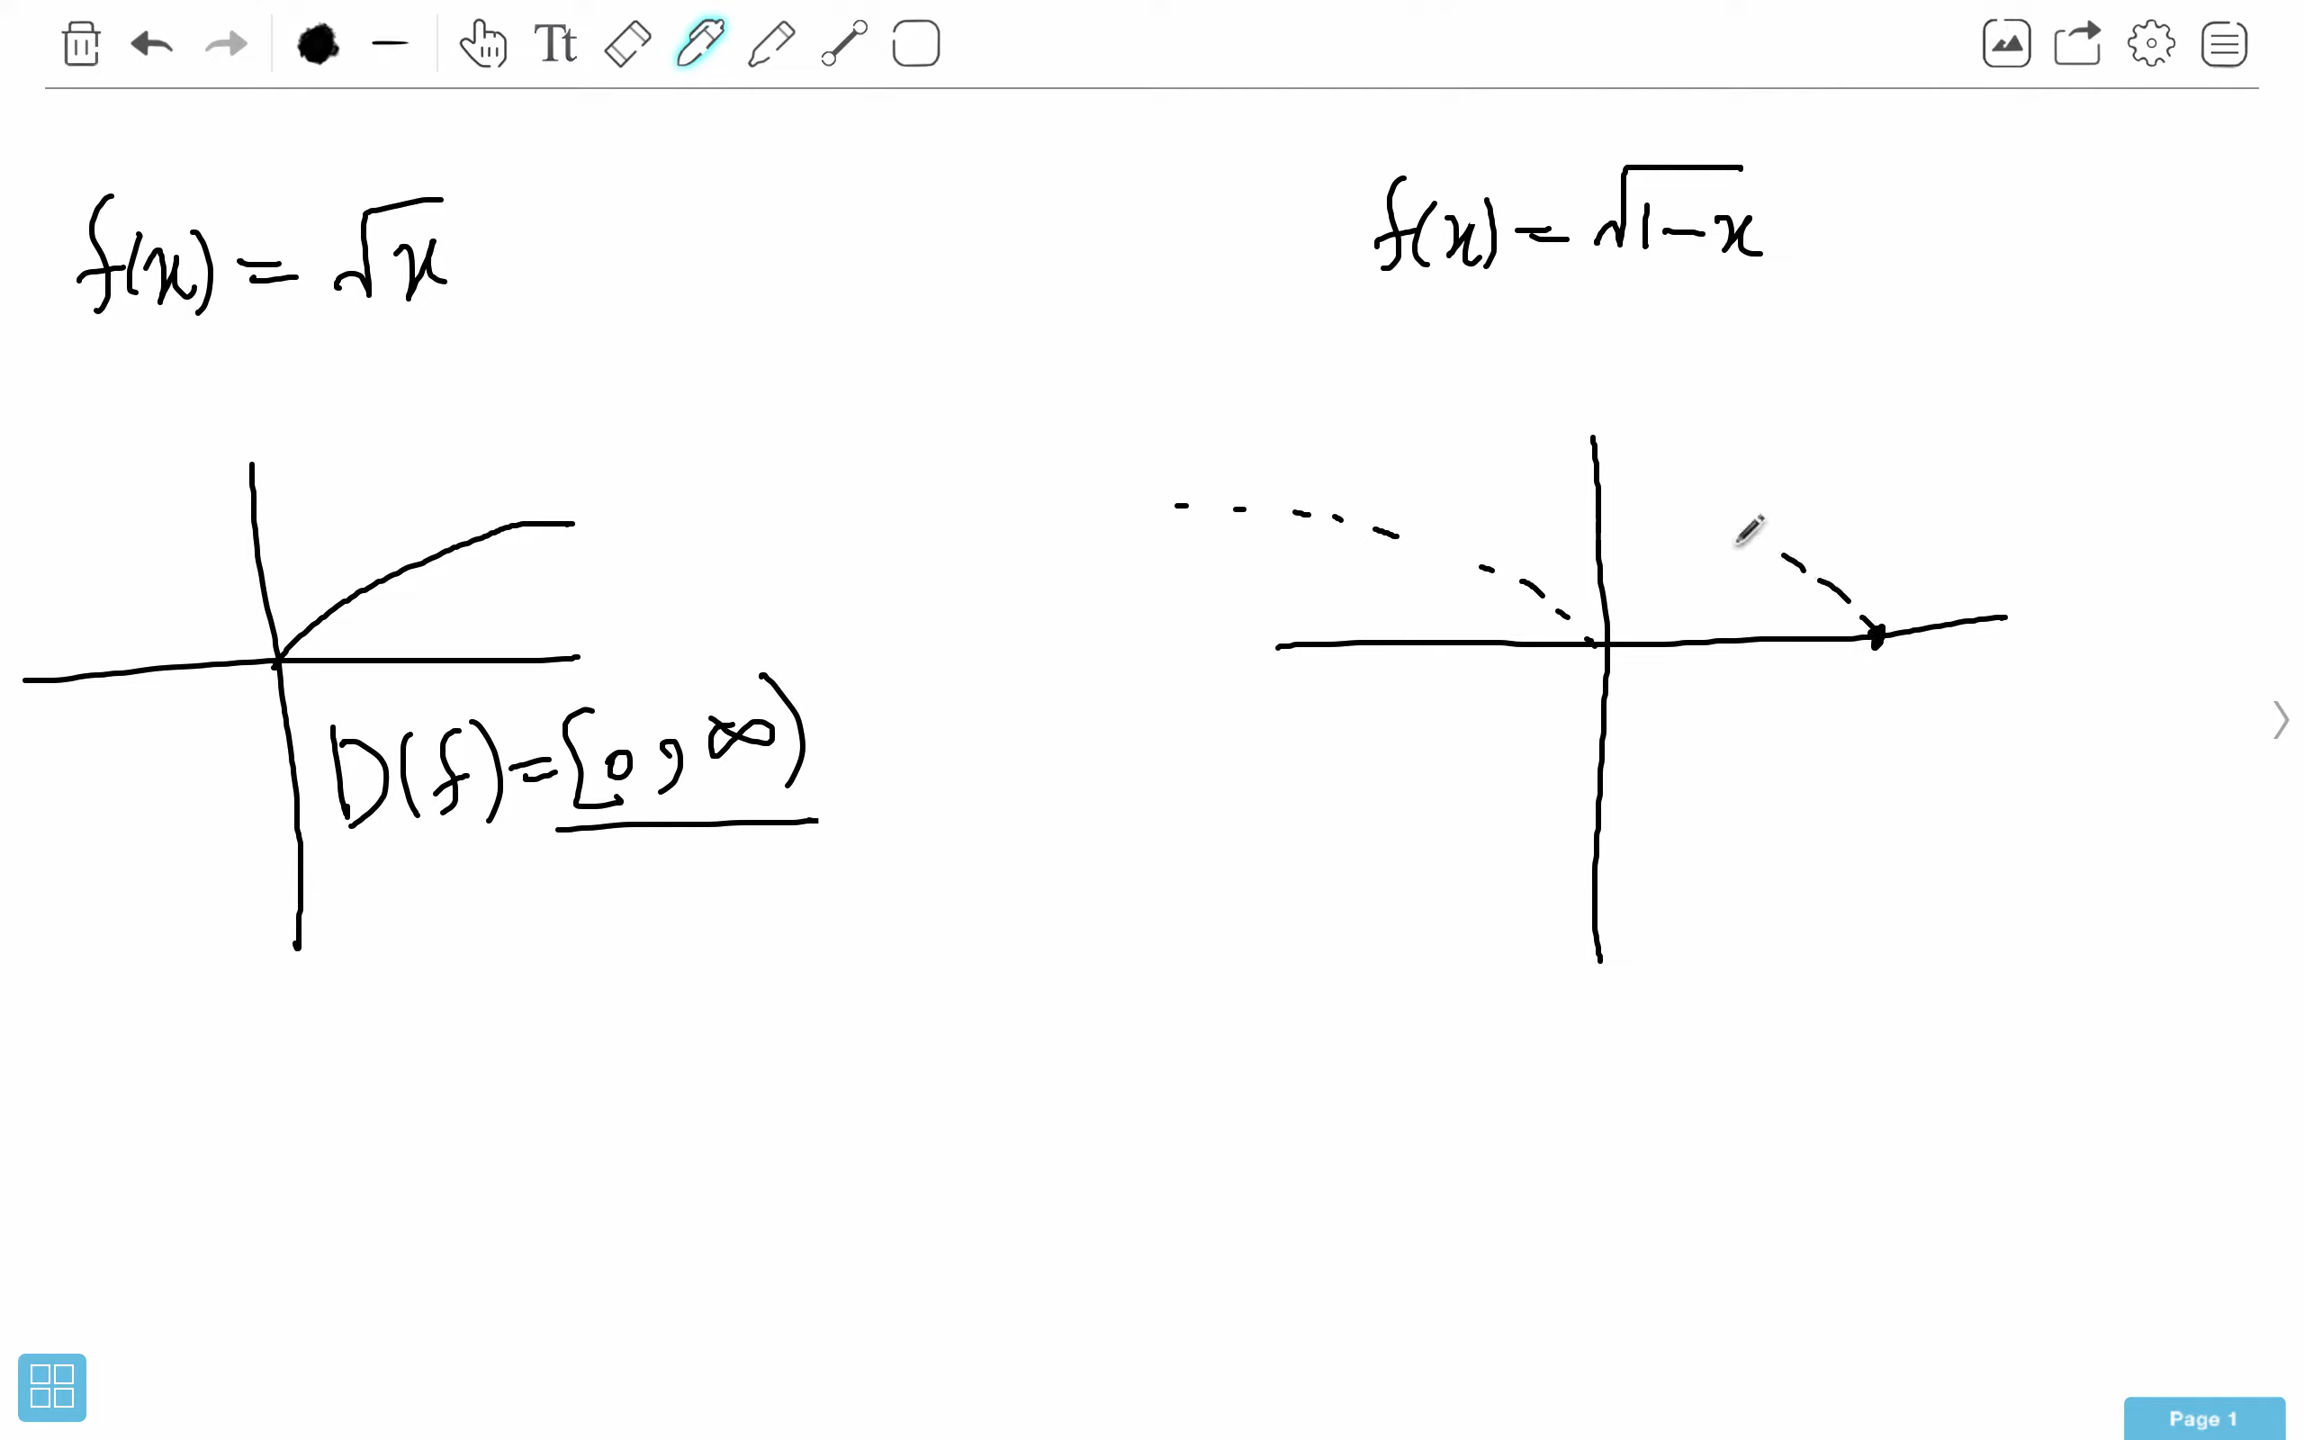 Tt
f(x) = √x
f(x) = √1-x
D(f) = [0, ∞)
Page 1